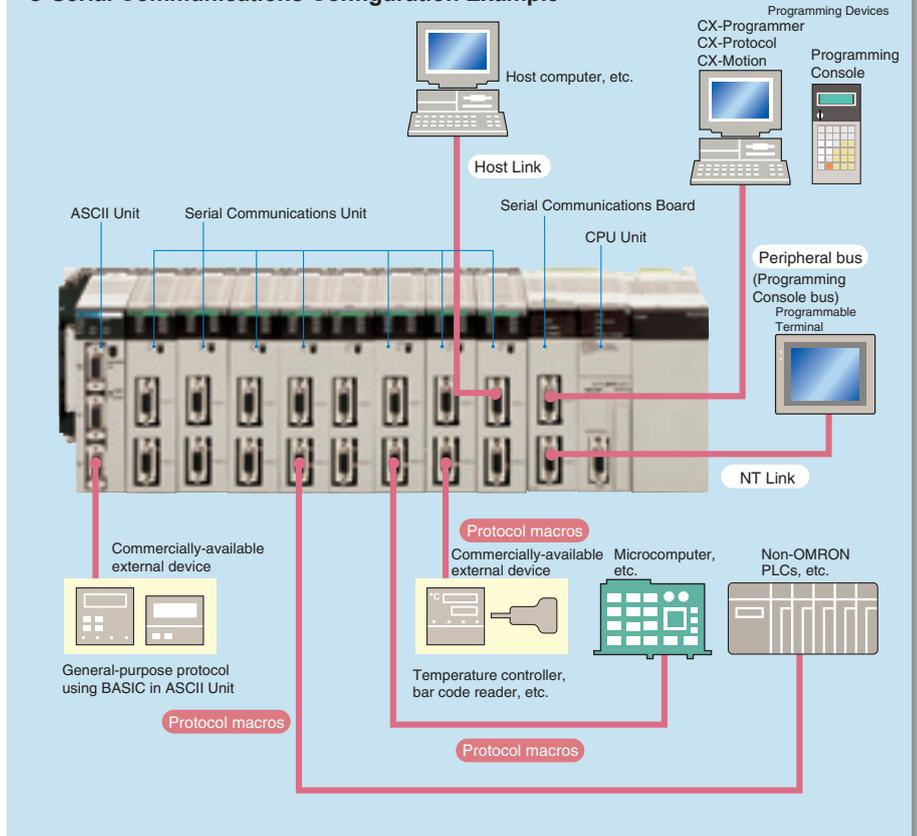 Serial Communications Configuration Example
Programming Devices
CX-Programmer
CX-Protocol
CX-Motion
Programming
Console
Host computer, etc.
Host Link
ASCII Unit
Serial Communications Unit
Serial Communications Board
CPU Unit
Peripheral bus
(Programming
Console bus)
Programmable
Terminal
NT Link
Protocol macros
Commercially-available
external device
Commercially-available
external device
°C
Microcomputer,
etc.
Non-OMRON
PLCs, etc.
General-purpose protocol
using BASIC in ASCII Unit
Temperature controller,
bar code reader, etc.
Protocol macros
Protocol macros